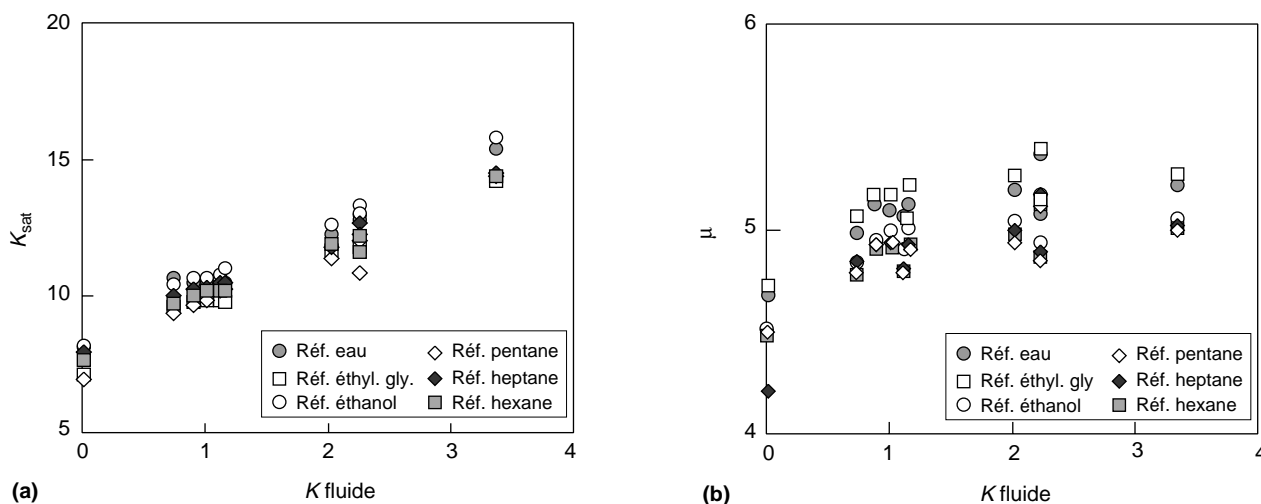 20
15
10
5
K sat
0 1 2 3 4
K fluide
(a)
Réf. eau
Réf. éthyl. gly.
Réf. éthanol
Réf. pentane
Réf. heptane
Réf. hexane
6
5
4
μ
0 1 2 3 4
K fluide
(b)
Réf. eau
Réf. éthyl. gly
Réf. éthanol
Réf. pentane
Réf. heptane
Réf. hexane